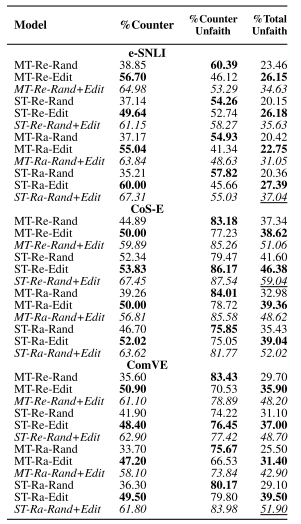 Model %Counter %Counter Unfaith %Total Unfaith
e-SNLI
MT-Re-Rand 38.85 60.39 23.46
MT-Re-Edit 56.70 46.12 26.15
MT-Re-Rand+Edit 64.98 53.29 34.63
ST-Re-Rand 37.14 54.26 20.15
ST-Re-Edit 49.64 52.74 26.18
ST-Re-Rand+Edit 61.15 58.27 35.63
MT-Ra-Rand 37.17 54.93 20.42
MT-Ra-Edit 55.04 41.34 22.75
MT-Ra-Rand+Edit 63.84 48.63 31.05
ST-Ra-Rand 35.21 57.82 20.36
ST-Ra-Edit 60.00 45.66 27.39
ST-Ra-Rand+Edit 67.31 55.03 37.04
CoS-E
MT-Re-Rand 44.89 83.18 37.34
MT-Re-Edit 50.00 77.23 38.62
MT-Re-Rand+Edit 59.89 85.26 51.06
ST-Re-Rand 52.34 79.47 41.60
ST-Re-Edit 53.83 86.17 46.38
ST-Re-Rand+Edit 67.45 87.54 59.04
MT-Ra-Rand 39.26 84.01 32.98
MT-Ra-Edit 50.00 78.72 39.36
MT-Ra-Rand+Edit 56.81 85.58 48.62
ST-Ra-Rand 46.70 75.85 35.43
ST-Ra-Edit 52.02 75.05 39.04
ST-Ra-Rand+Edit 63.62 81.77 52.02
ComVE
MT-Re-Rand 35.60 83.43 29.70
MT-Re-Edit 50.90 70.53 35.90
MT-Re-Rand+Edit 61.10 78.89 48.20
ST-Re-Rand 41.90 74.22 31.10
ST-Re-Edit 48.40 76.45 37.00
ST-Re-Rand+Edit 62.90 77.42 48.70
MT-Ra-Rand 33.70 75.67 25.50
MT-Ra-Edit 47.20 66.53 31.40
MT-Ra-Rand+Edit 58.10 73.84 42.90
ST-Ra-Rand 36.30 80.17 29.10
ST-Ra-Edit 49.50 79.80 39.50
ST-Ra-Rand+Edit 61.80 83.98 51.90